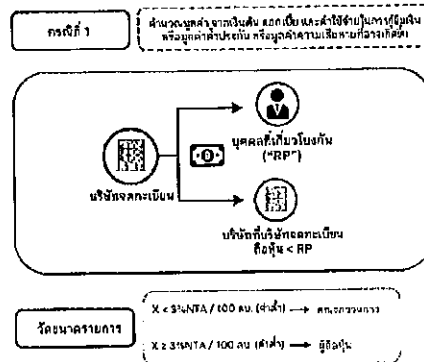 กรณีที่ 1
คำนวณมูลค่า จากเงินต้น ดอกเบี้ย และค่าใช้จ่ายในการกู้ยืมเงิน
หรือมูลค่าค้ำประกัน หรือมูลค่าความเสียหายที่อาจเกิดขึ้น
บุคคลที่เกี่ยวโยงกัน
("RP")
บริษัทจดทะเบียน
บริษัทที่บริษัทจดทะเบียน
ถือหุ้น < RP
วัดขนาดรายการ
X < 3%NTA / 100 ลบ. (ต่ำสุด) → คณะกรรมการ
X ≥ 3%NTA / 100 ลบ. (ต่ำสุด) → ผู้ถือหุ้น